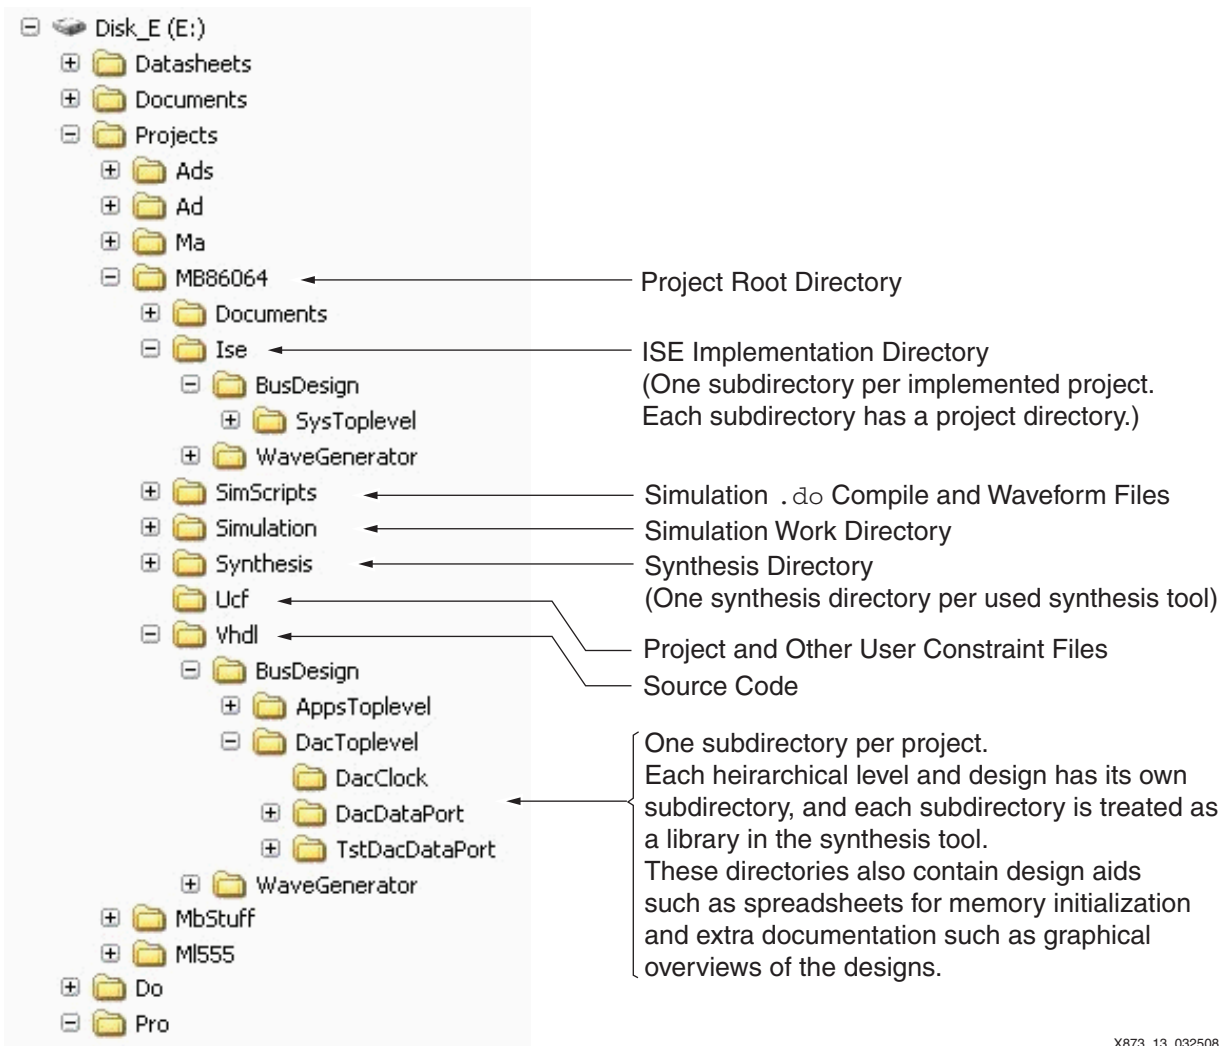 Disk_E (E:)
Datasheets
Documents
Projects
Ads
Ad
Ma
MB86064
Project Root Directory
Documents
Ise
ISE Implementation Directory
(One subdirectory per implemented project.
Each subdirectory has a project directory.)
BusDesign
SysToplevel
WaveGenerator
SimScripts
Simulation .do Compile and Waveform Files
Simulation
Simulation Work Directory
Synthesis
Synthesis Directory
(One synthesis directory per used synthesis tool)
Ucf
Project and Other User Constraint Files
Vhdl
Source Code
BusDesign
AppsToplevel
DacToplevel
DacClock
DacDataPort
TstDacDataPort
WaveGenerator
One subdirectory per project.
Each heirarchical level and design has its own
subdirectory, and each subdirectory is treated as
a library in the synthesis tool.
These directories also contain design aids
such as spreadsheets for memory initialization
and extra documentation such as graphical
overviews of the designs.
MbStuff
Ml555
Do
Pro
X873_13_032508